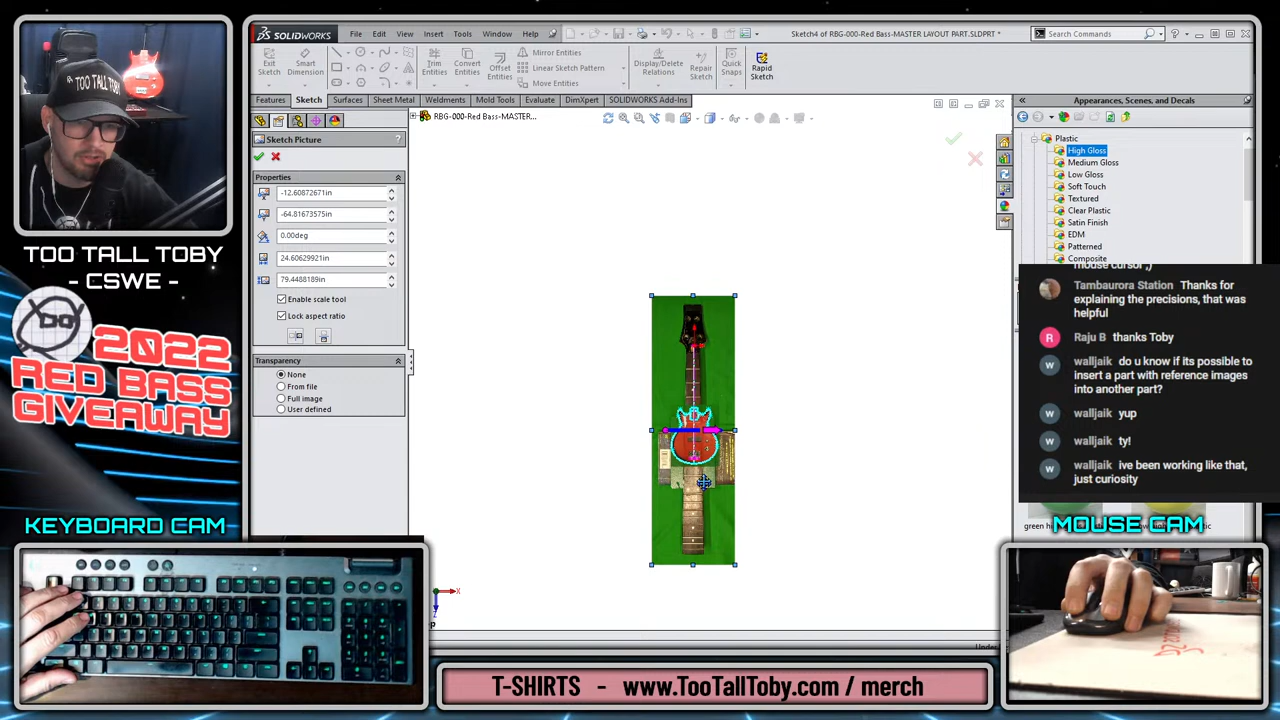 TOO TALL TOBY
TOO TALL TOBY
- CSWE -
2022
RED BASS
GIVEAWAY
KEYBOARD CAM
SOLIDWORKS
File
Edit
View
Insert
Tools
Window
Help
Sketch4 of RBG-000-Red Bass-MASTER LAYOUT PART.SLDPRT *
Search Commands
Exit
Sketch
Smart
Dimension
Trim
Entities
Convert
Entities
Offset
Entities
Mirror Entities
Linear Sketch Pattern
Move Entities
Display/Delete
Relations
Repair
Sketch
Quick
Snaps
Rapid
Sketch
Features
Sketch
Surfaces
Sheet Metal
Weldments
Mold Tools
Evaluate
DimXpert
SOLIDWORKS Add-Ins
Sketch Picture
?
Properties
-12.60872671in
-64.81673575in
0.00deg
24.60629921in
79.4488189in
Enable scale tool
Lock aspect ratio
Transparency
None
From file
Full image
User defined
RBG-000-Red Bass-MASTER...
X
Z
Appearances, Scenes, and Decals
Plastic
High Gloss
Medium Gloss
Low Gloss
Soft Touch
Textured
Clear Plastic
Satin Finish
EDM
Patterned
Composite
mouse cursor ;)
Tambaurora Station Thanks for
explaining the precisions, that was
helpful
Raju B thanks Toby
walljaik do u know if its possible to
insert a part with reference images
into another part?
walljaik yup
walljaik ty!
walljaik ive been working like that,
just curiosity
MOUSE CAM
T-SHIRTS - www.TooTallToby.com / merch